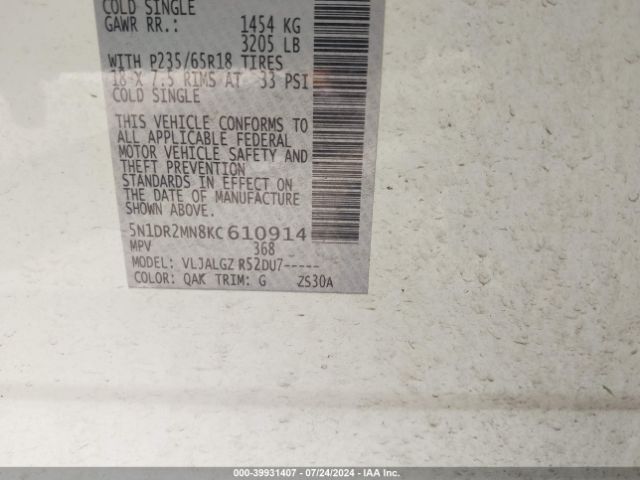 COLD SINGLE
GAWR RR.: 1454 KG
3205 LB
WITH P235/65R18 TIRES
18 X 7.5 RIMS AT 33 PSI
COLD SINGLE
THIS VEHICLE CONFORMS TO
ALL APPLICABLE FEDERAL
MOTOR VEHICLE SAFETY AND
THEFT PREVENTION
STANDARDS IN EFFECT ON
THE DATE OF MANUFACTURE
SHOWN ABOVE.
5N1DR2MN8KC610914
MPV 368
MODEL: VLJALGZ R52DU7-----
COLOR: QAK TRIM: G ZS30A
000-39931407 - 07/24/2024 - IAA Inc.